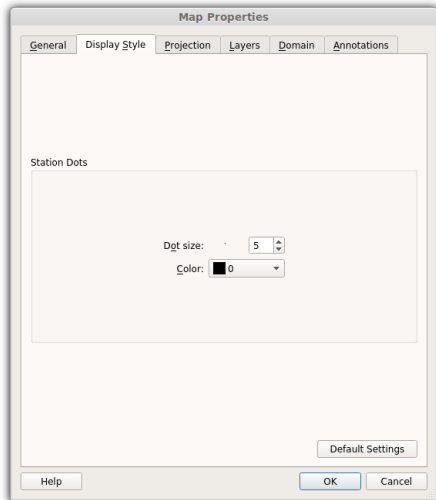 Map Properties
General Display Style Projection Layers Domain Annotations
Station Dots
Dot size: 5
Color: 0
Default Settings
Help OK Cancel